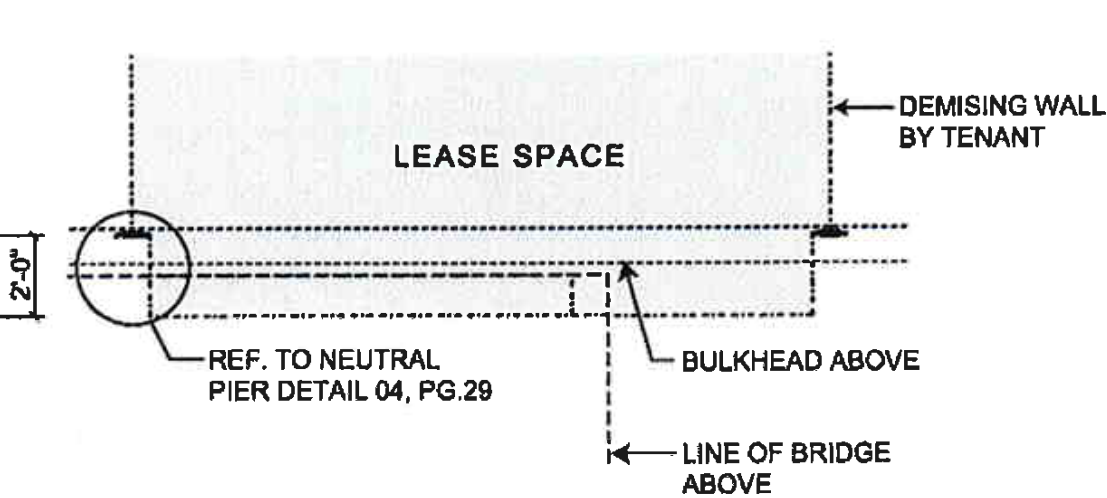 DEMISING WALL
BY TENANT
LEASE SPACE
2'-0"
REF. TO NEUTRAL
PIER DETAIL 04, PG.29
BULKHEAD ABOVE
LINE OF BRIDGE
ABOVE